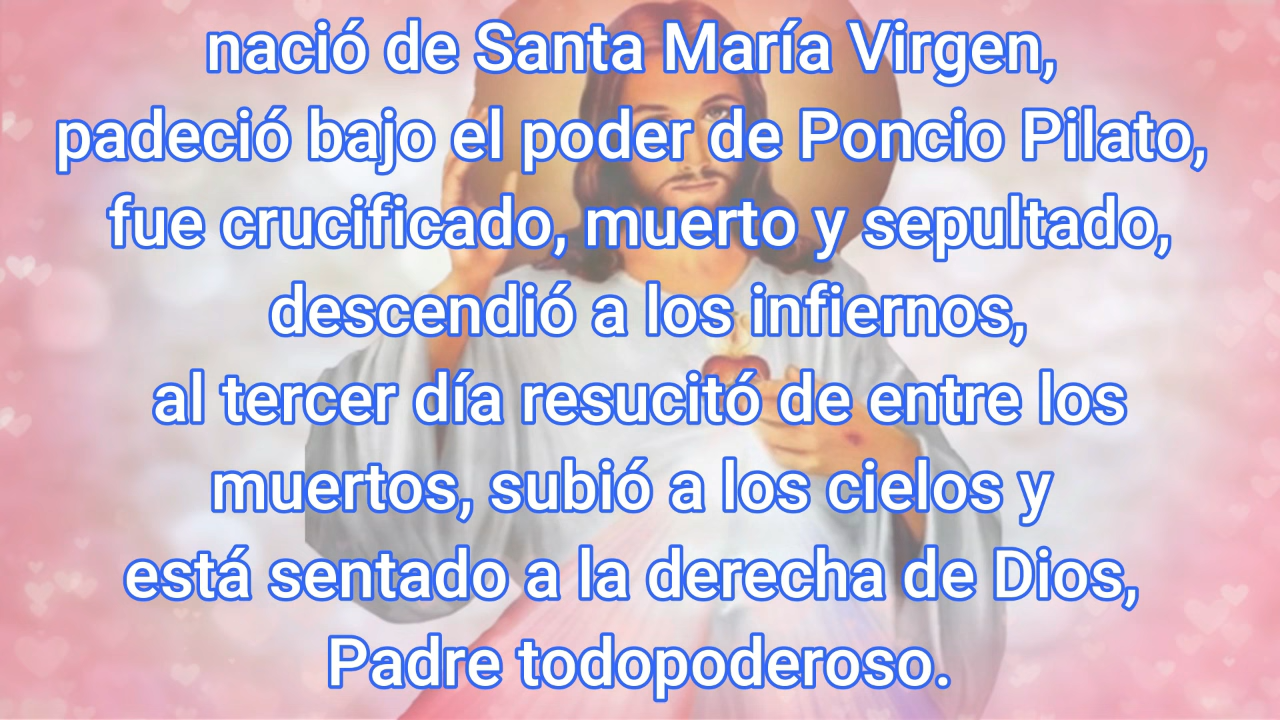 nació de Santa María Virgen,
padeció bajo el poder de Poncio Pilato,
fue crucificado, muerto y sepultado,
descendió a los infiernos,
al tercer día resucitó de entre los
muertos, subió a los cielos y
está sentado a la derecha de Dios,
Padre todopoderoso.